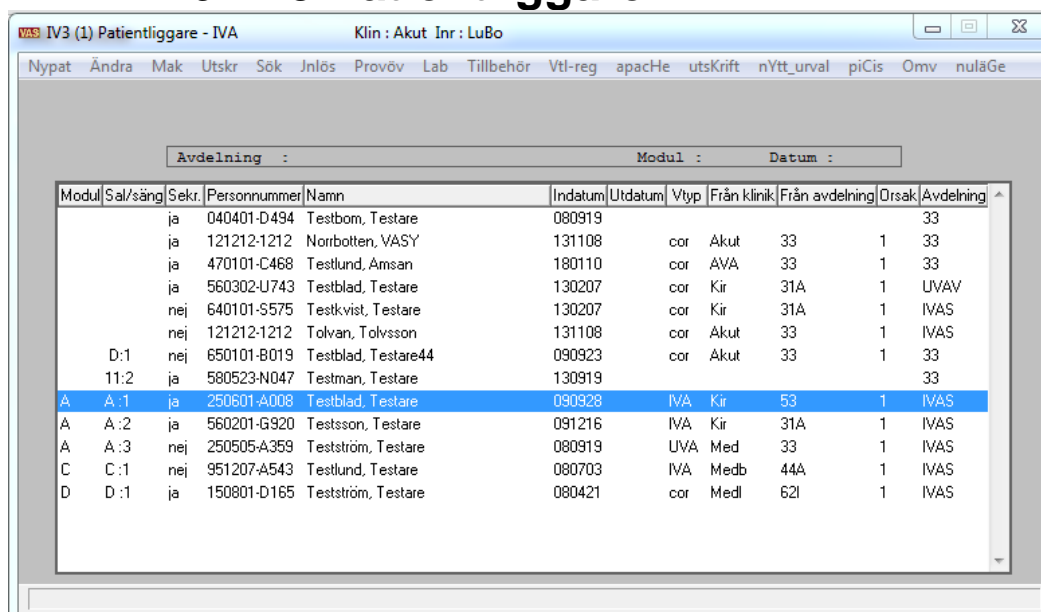 VAS IV3 (1) Patientliggare - IVA Klin : Akut Inr : LuBo
Nypat Ändra Mak Utskr Sök Jnlös Provöv Lab Tillbehör Vtl-reg apacHe utsKrift nYtt_urval piCis Omv nuläGe
Avdelning : Modul : Datum :
Modul Sal/säng Sekr. Personnummer Namn Indatum Utdatum Vtyp Från klinik Från avdelning Orsak Avdelning
ja 040401-D494 Testbom, Testare 080919 33
ja 121212-1212 Norrbotten, VASY 131108 cor Akut 33 1 33
ja 470101-C468 Testlund, Amsan 180110 cor AVA 33 1 33
ja 560302-U743 Testblad, Testare 130207 cor Kir 31A 1 UVAV
nej 640101-S575 Testkvist, Testare 130207 cor Kir 31A 1 IVAS
nej 121212-1212 Tolvan, Tolvsson 131108 cor Akut 33 1 IVAS
D:1 nej 650101-B019 Testblad, Testare44 090923 cor Akut 33 1 33
11:2 ja 580523-N047 Testman, Testare 130919 33
A A :1 ja 250601-A008 Testblad, Testare 090928 IVA Kir 53 1 IVAS
A A :2 ja 560201-G920 Testsson, Testare 091216 IVA Kir 31A 1 IVAS
A A :3 nej 250505-A359 Testström, Testare 080919 UVA Med 33 1 IVAS
C C :1 nej 951207-A543 Testlund, Testare 080703 IVA Medb 44A 1 IVAS
D D :1 ja 150801-D165 Testström, Testare 080421 cor Medl 62I 1 IVAS